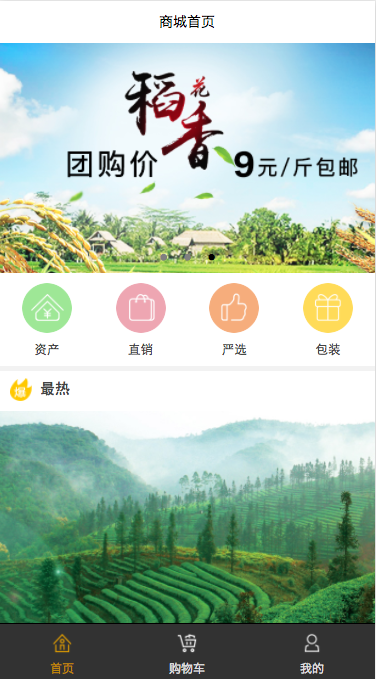 商城首页
稻花香
团购价 9元/斤包邮
资产 直销 严选 包装
爆 最热
首页 购物车 我的